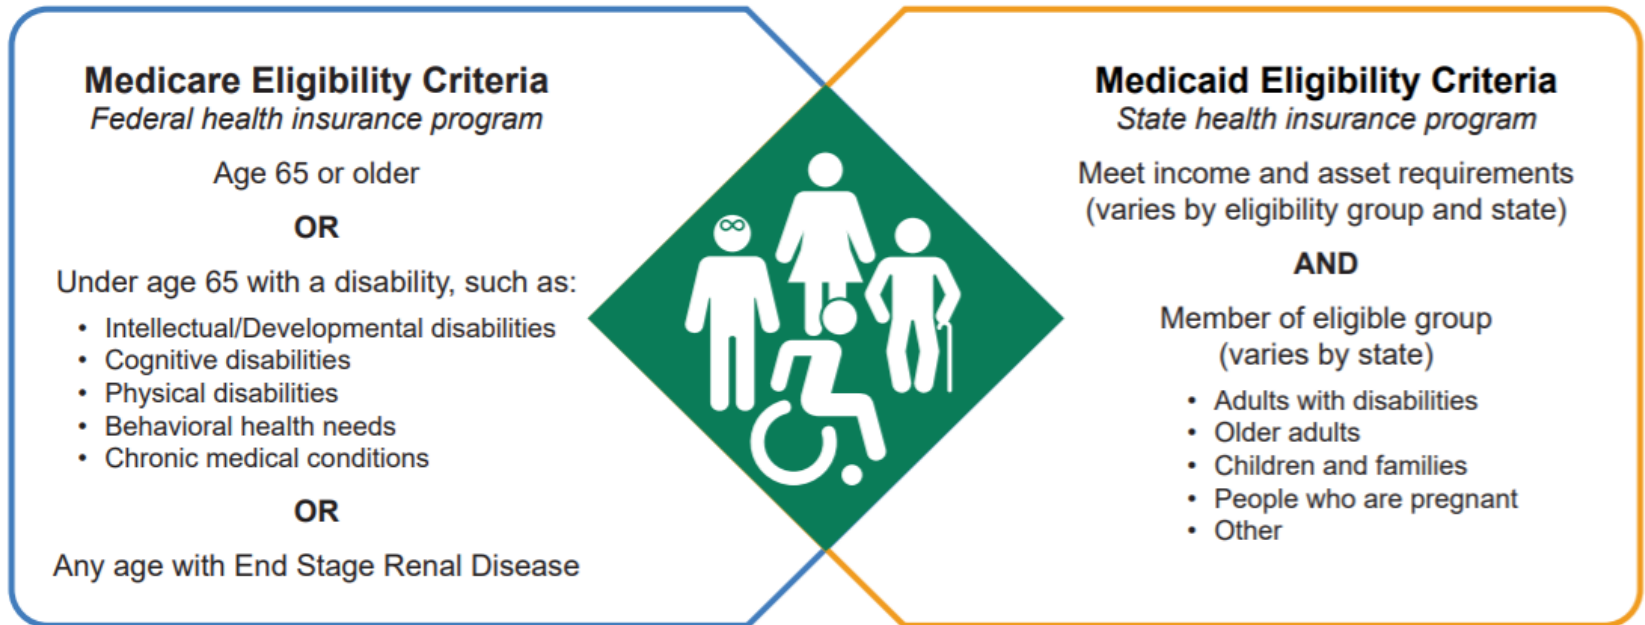 Medicare Eligibility Criteria
Federal health insurance program
Age 65 or older
OR
Under age 65 with a disability, such as:
• Intellectual/Developmental disabilities
• Cognitive disabilities
• Physical disabilities
• Behavioral health needs
• Chronic medical conditions
OR
Any age with End Stage Renal Disease
Medicaid Eligibility Criteria
State health insurance program
Meet income and asset requirements
(varies by eligibility group and state)
AND
Member of eligible group
(varies by state)
• Adults with disabilities
• Older adults
• Children and families
• People who are pregnant
• Other